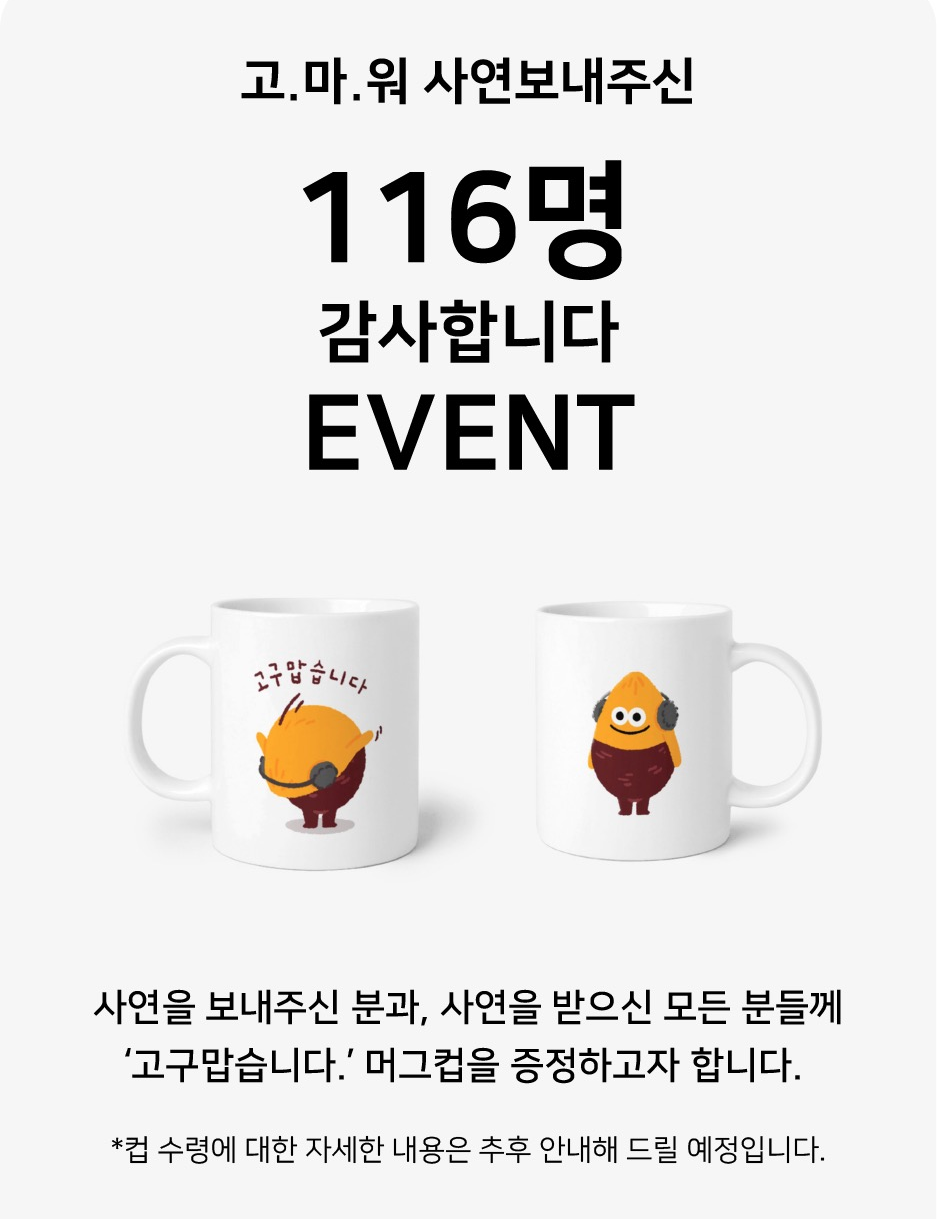 고.마.워 사연보내주신
116명
감사합니다
EVENT
고구맙습니다
사연을 보내주신 분과, 사연을 받으신 모든 분들께
‘고구맙습니다.’ 머그컵을 증정하고자 합니다.
*컵 수령에 대한 자세한 내용은 추후 안내해 드릴 예정입니다.